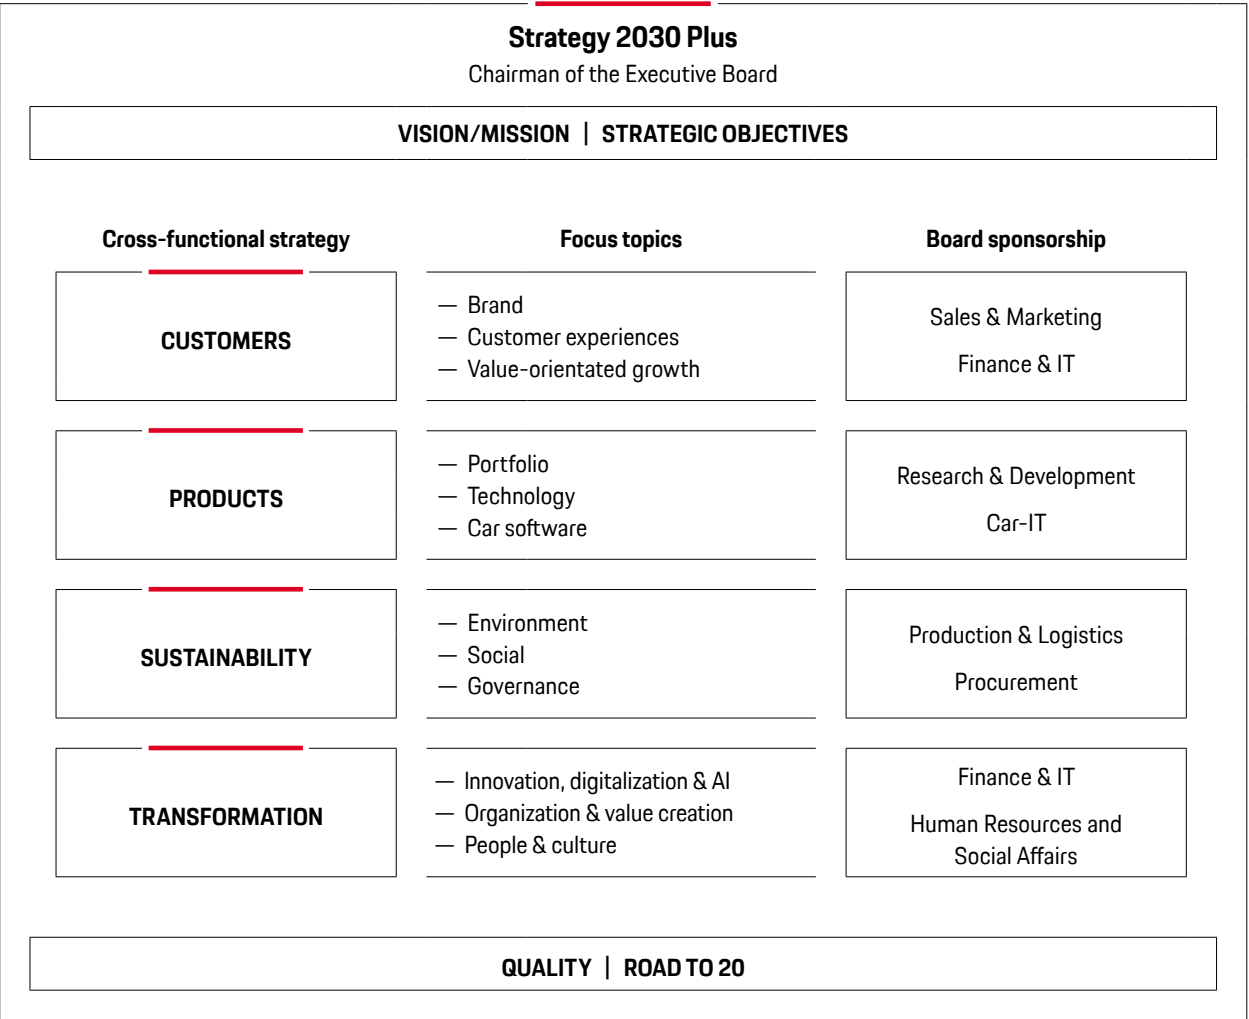 Strategy 2030 Plus
Chairman of the Executive Board
VISION/MISSION | STRATEGIC OBJECTIVES
Cross-functional strategy
Focus topics
Board sponsorship
CUSTOMERS
— Brand
— Customer experiences
— Value-orientated growth
Sales & Marketing
Finance & IT
PRODUCTS
— Portfolio
— Technology
— Car software
Research & Development
Car-IT
SUSTAINABILITY
— Environment
— Social
— Governance
Production & Logistics
Procurement
TRANSFORMATION
— Innovation, digitalization & AI
— Organization & value creation
— People & culture
Finance & IT
Human Resources and
Social Affairs
QUALITY | ROAD TO 20